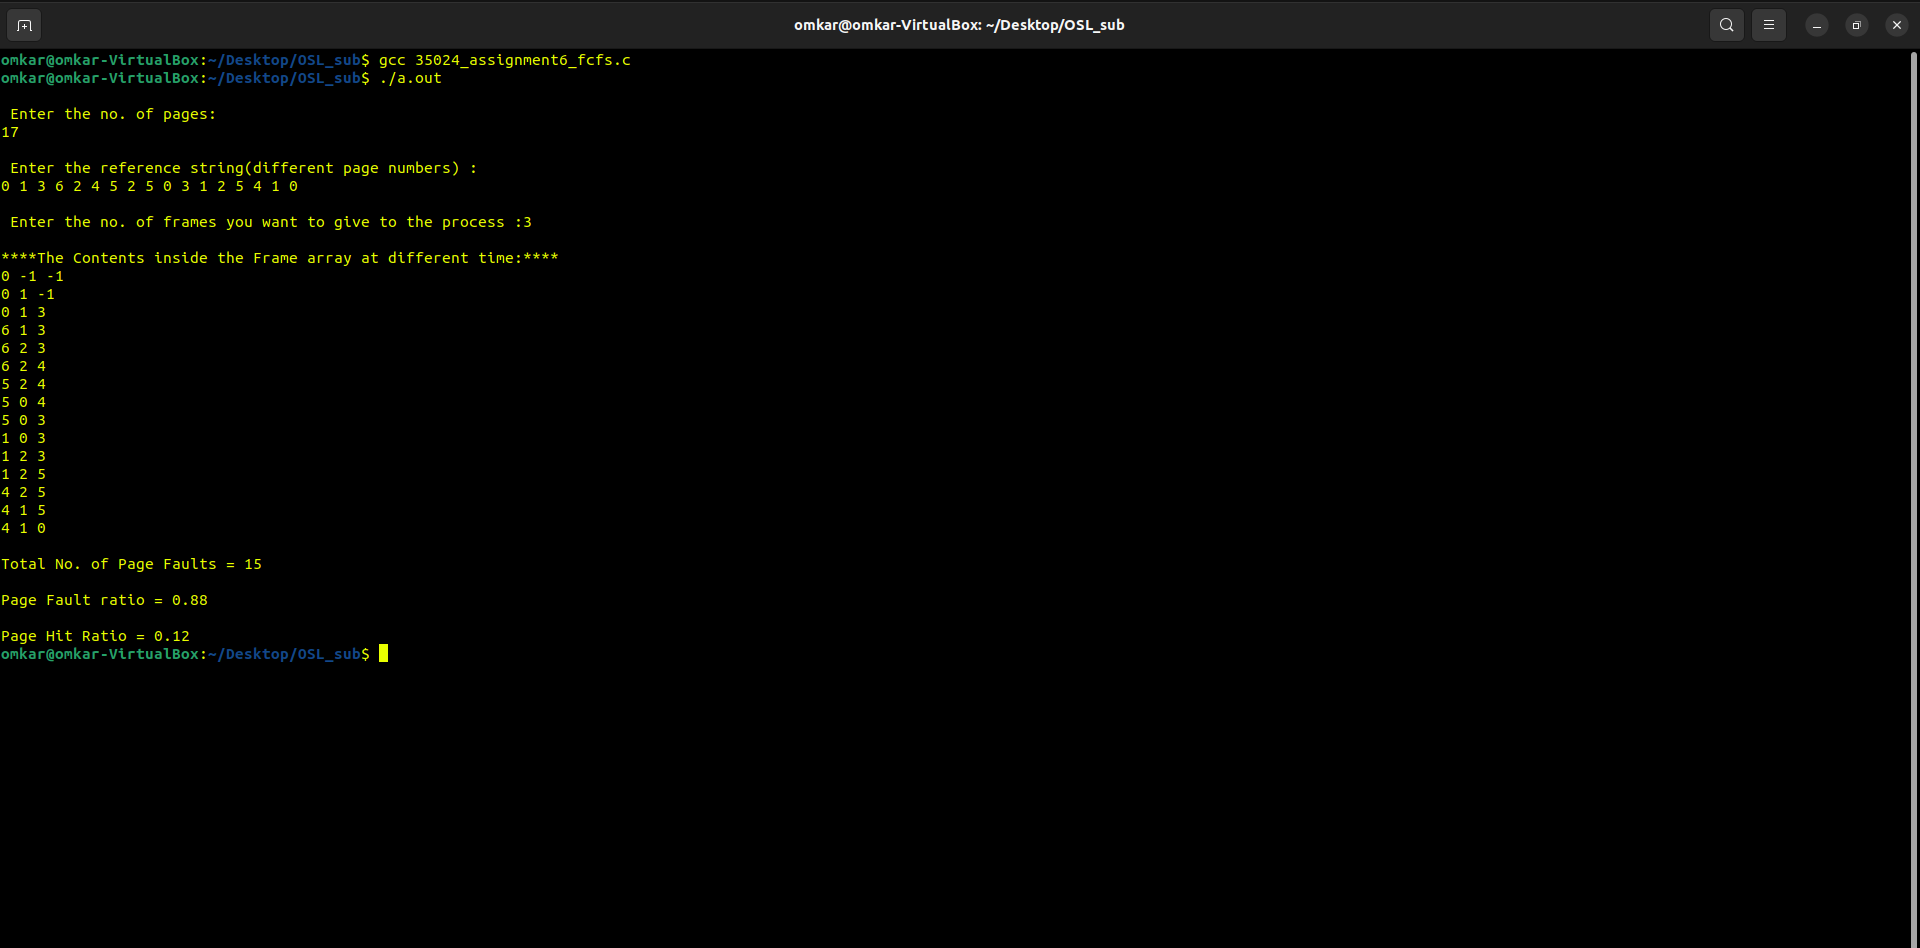 omkar@omkar-VirtualBox: ~/Desktop/OSL_sub
omkar@omkar-VirtualBox:~/Desktop/OSL_sub$ gcc 35024_assignment6_fcfs.c
omkar@omkar-VirtualBox:~/Desktop/OSL_sub$ ./a.out
Enter the no. of pages:
17
Enter the reference string(different page numbers) :
0 1 3 6 2 4 5 2 5 0 3 1 2 5 4 1 0
Enter the no. of frames you want to give to the process :3
****The Contents inside the Frame array at different time:****
0 -1 -1
0 1 -1
0 1 3
6 1 3
6 2 3
6 2 4
5 2 4
5 0 4
5 0 3
1 0 3
1 2 3
1 2 5
4 2 5
4 1 5
4 1 0
Total No. of Page Faults = 15
Page Fault ratio = 0.88
Page Hit Ratio = 0.12
omkar@omkar-VirtualBox:~/Desktop/OSL_sub$